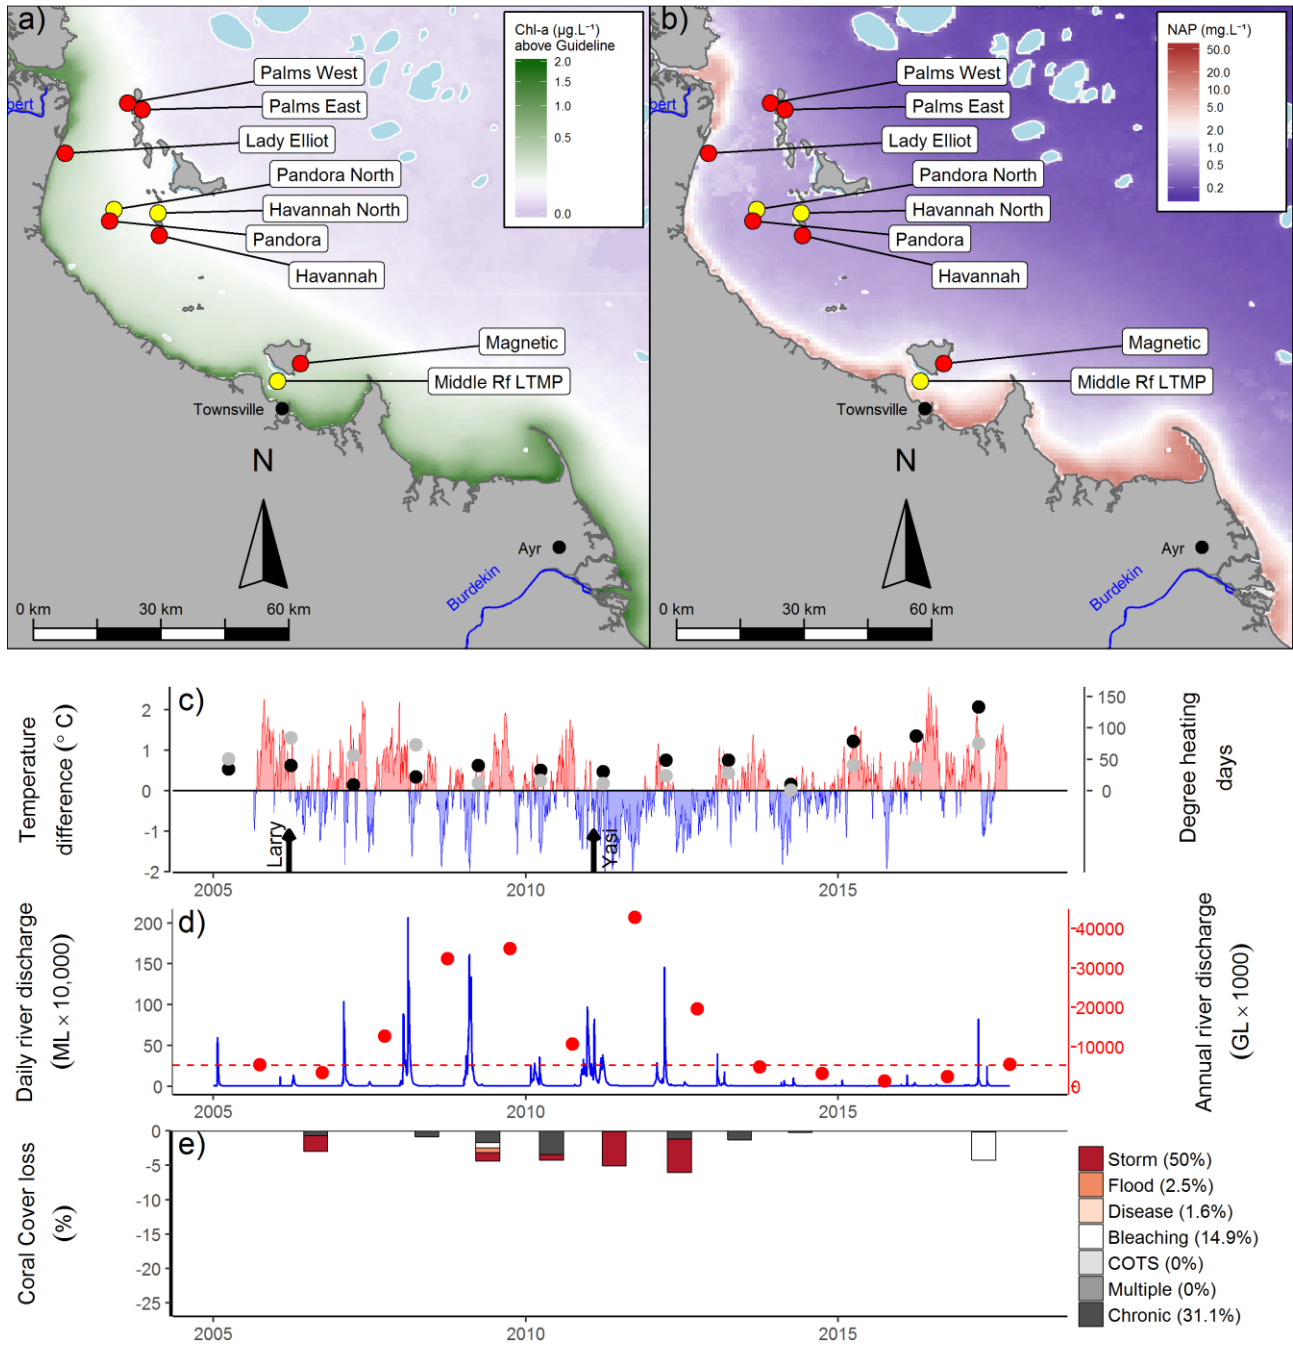 a)
Chl-a (µg.L⁻¹)
above Guideline
2.0
1.5
1.0
0.5
0.0
Palms West
Palms East
Lady Elliot
Pandora North
Havannah North
Pandora
Havannah
Magnetic
Middle Rf LTMP
Townsville
N
Ayr
Burdekin
0 km
30 km
60 km
bert
b)
NAP (mg.L⁻¹)
50.0
20.0
10.0
5.0
2.0
1.0
0.5
0.2
Palms West
Palms East
Lady Elliot
Pandora North
Havannah North
Pandora
Havannah
Magnetic
Middle Rf LTMP
Townsville
N
Ayr
Burdekin
0 km
30 km
60 km
bert
c)
Temperature
difference (° C)
2
1
0
-1
-2
Larry
Yasi
150
100
50
0
Degree heating
days
2005
2010
2015
d)
Daily river discharge
(ML × 10,000)
200
150
100
50
0
40000
30000
20000
10000
0
Annual river discharge
(GL × 1000)
2005
2010
2015
e)
Coral Cover loss
(%)
0
-5
-10
-15
-20
-25
2005
2010
2015
Storm (50%)
Flood (2.5%)
Disease (1.6%)
Bleaching (14.9%)
COTS (0%)
Multiple (0%)
Chronic (31.1%)